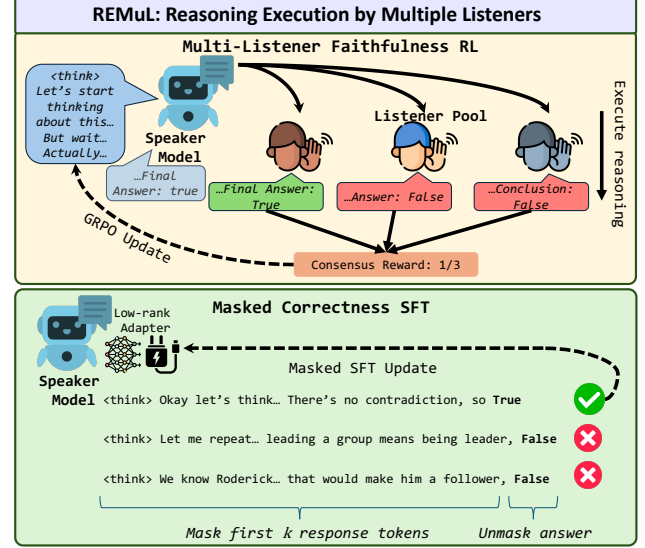 REMuL: Reasoning Execution by Multiple Listeners
Multi-Listener Faithfulness RL
<think>
Let's start
thinking
about this…
But wait…
Actually…
Speaker
Model
…Final
Answer: true
Listener Pool
…Final Answer:
True
…Answer: False
…Conclusion:
False
Execute reasoning
GRPO Update
Consensus Reward: 1/3
Masked Correctness SFT
Low-rank
Adapter
Speaker
Model
Masked SFT Update
<think> Okay let's think… There's no contradiction, so True
<think> Let me repeat… leading a group means being leader, False
<think> We know Roderick… that would make him a follower, False
Mask first k response tokens
Unmask answer